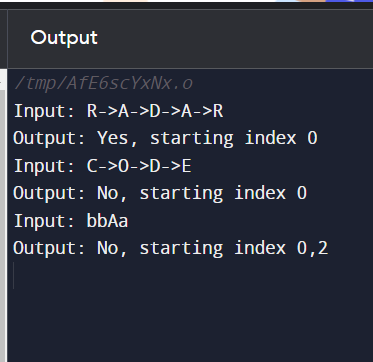 Output
/tmp/AfE6scYxNx.o
Input: R->A->D->A->R
Output: Yes, starting index 0
Input: C->O->D->E
Output: No, starting index 0
Input: bbAa
Output: No, starting index 0,2